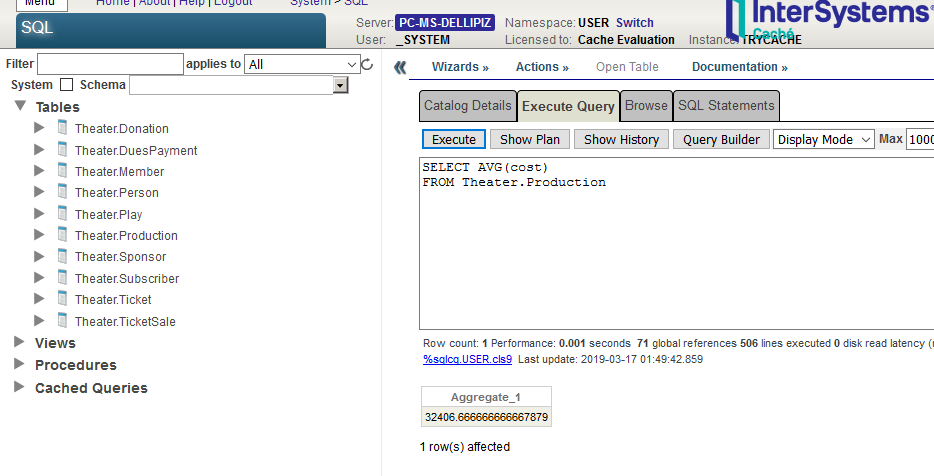 Menu Home | About | Help | Logout System > SQL
SQL
Server: PC-MS-DELLIPIZ Namespace: USER Switch
User: _SYSTEM Licensed to: Cache Evaluation Instance: TRYCACHE
InterSystems
Caché
Filter applies to All
System Schema
Tables
Theater.Donation
Theater.DuesPayment
Theater.Member
Theater.Person
Theater.Play
Theater.Production
Theater.Sponsor
Theater.Subscriber
Theater.Ticket
Theater.TicketSale
Views
Procedures
Cached Queries
Wizards » Actions » Open Table Documentation »
Catalog Details Execute Query Browse SQL Statements
Execute Show Plan Show History Query Builder Display Mode Max 1000
SELECT AVG(cost)
FROM Theater.Production
Row count: 1 Performance: 0.001 seconds 71 global references 506 lines executed 0 disk read latency (
%sqlcq.USER.cls9 Last update: 2019-03-17 01:49:42.859
Aggregate_1
32406.666666666667879
1 row(s) affected